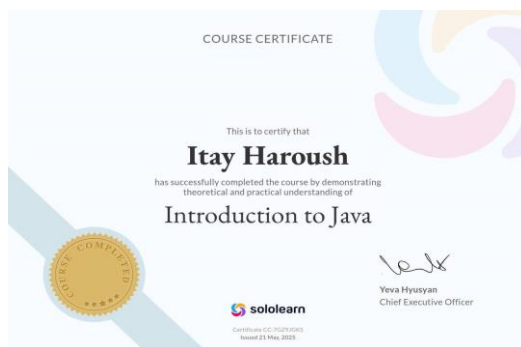 COURSE CERTIFICATE
This is to certify that
Itay Haroush
has successfully completed the course by demonstrating
theoretical and practical understanding of
Introduction to Java
COURSE COMPLETED
Yeva Hyusyan
Chief Executive Officer
sololearn
Issued 21 May, 2025